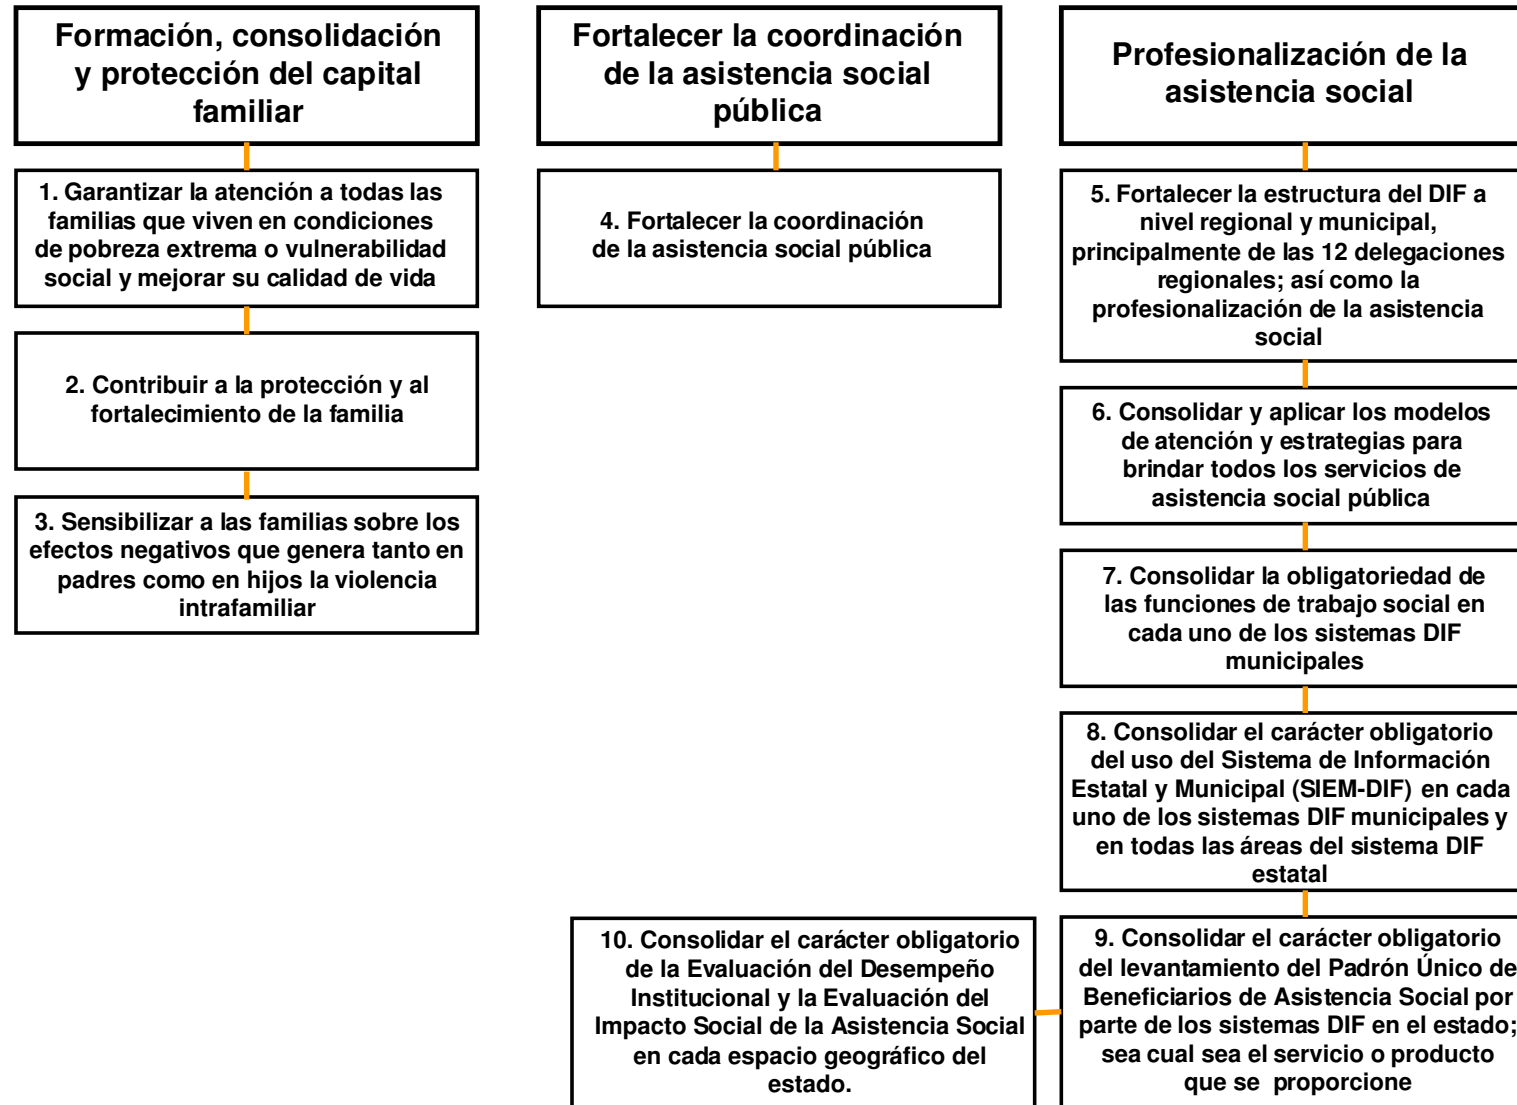 Formación, consolidación
y protección del capital
familiar
1. Garantizar la atención a todas las
familias que viven en condiciones
de pobreza extrema o vulnerabilidad
social y mejorar su calidad de vida
2. Contribuir a la protección y al
fortalecimiento de la familia
3. Sensibilizar a las familias sobre los
efectos negativos que genera tanto en
padres como en hijos la violencia
intrafamiliar
Fortalecer la coordinación
de la asistencia social
pública
4. Fortalecer la coordinación
de la asistencia social pública
Profesionalización de la
asistencia social
5. Fortalecer la estructura del DIF a
nivel regional y municipal,
principalmente de las 12 delegaciones
regionales; así como la
profesionalización de la asistencia
social
6. Consolidar y aplicar los modelos
de atención y estrategias para
brindar todos los servicios de
asistencia social pública
7. Consolidar la obligatoriedad de
las funciones de trabajo social en
cada uno de los sistemas DIF
municipales
8. Consolidar el carácter obligatorio
del uso del Sistema de Información
Estatal y Municipal (SIEM-DIF) en cada
uno de los sistemas DIF municipales y
en todas las áreas del sistema DIF
estatal
9. Consolidar el carácter obligatorio
del levantamiento del Padrón Único de
Beneficiarios de Asistencia Social por
parte de los sistemas DIF en el estado;
sea cual sea el servicio o producto
que se proporcione
10. Consolidar el carácter obligatorio
de la Evaluación del Desempeño
Institucional y la Evaluación del
Impacto Social de la Asistencia Social
en cada espacio geográfico del
estado.